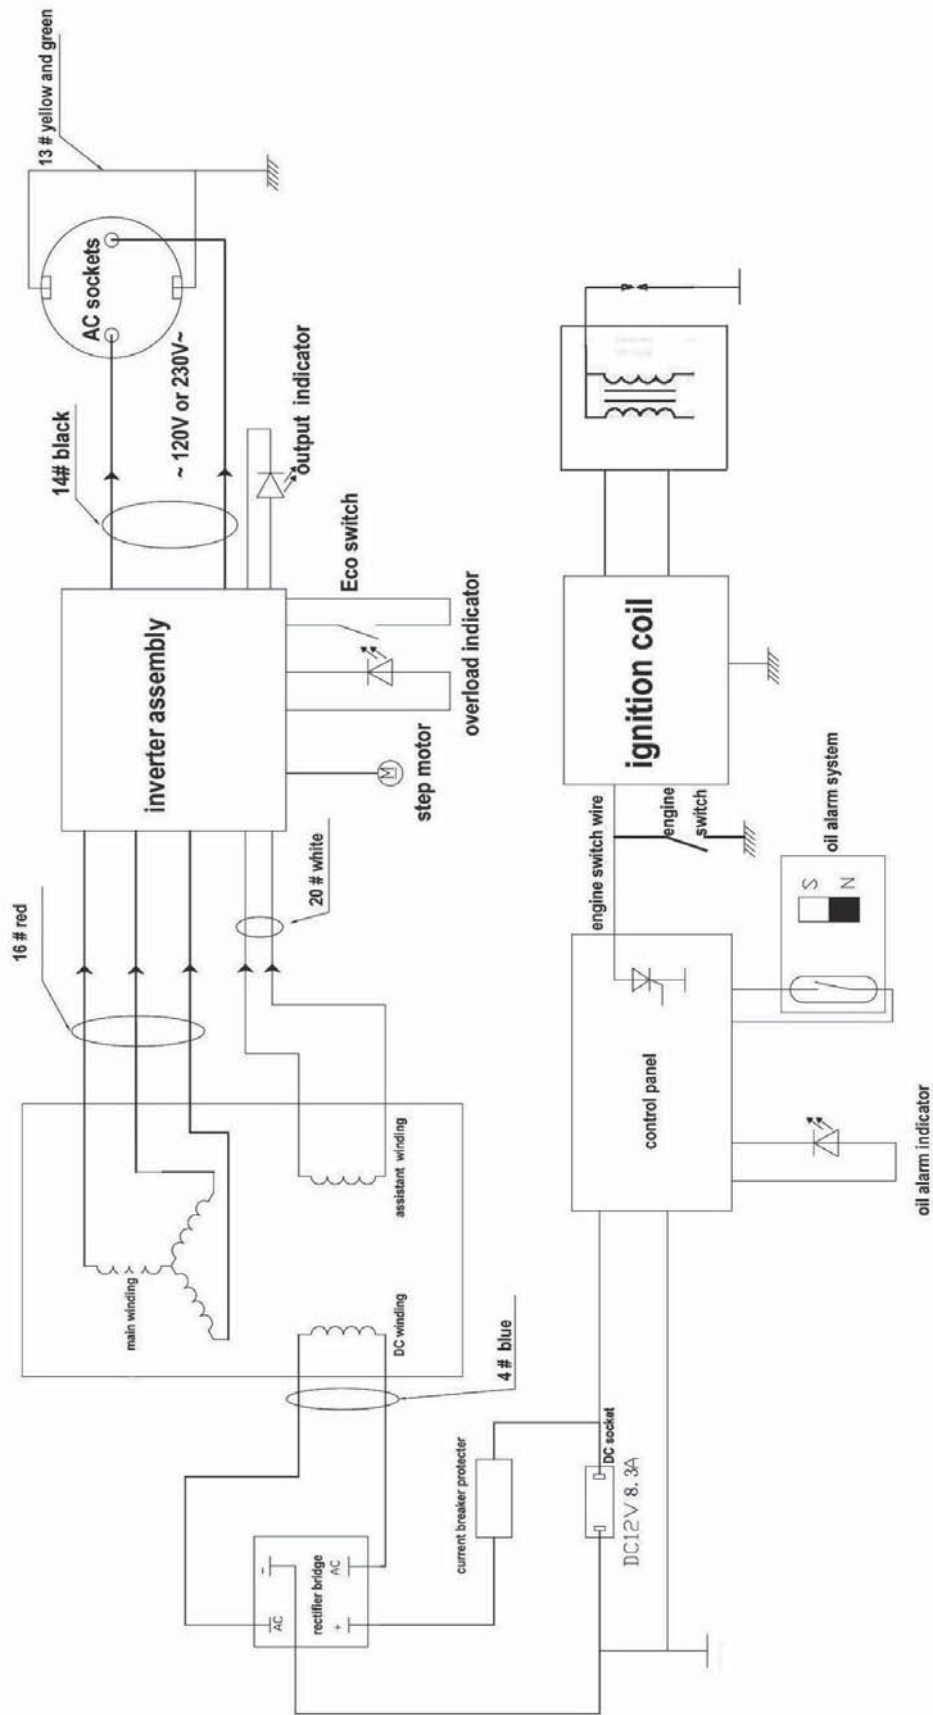 13 # yellow and green
AC sockets
~ 120V or 230V~
14# black
output indicator
Eco switch
overload indicator
inverter assembly
step motor
16 # red
20 # white
main winding
assistant winding
DC winding
4 # blue
AC
-
rectifier bridge
+
AC
current breaker protecter
DC socket
DC12V 8.3A
ignition coil
engine switch wire
engine
switch
oil alarm system
S
N
control panel
oil alarm indicator
M